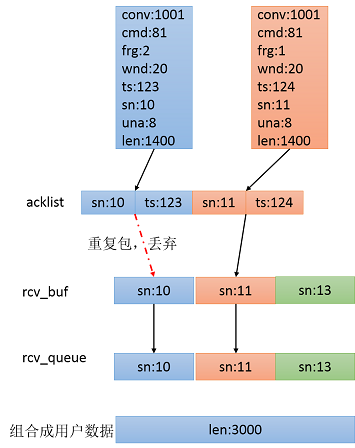 conv:1001
cmd:81
frg:2
wnd:20
ts:123
sn:10
una:8
len:1400
conv:1001
cmd:81
frg:1
wnd:20
ts:124
sn:11
una:8
len:1400
acklist sn:10 ts:123 sn:11 ts:124
重复包，丢弃
rcv_buf sn:10 sn:11 sn:13
rcv_queue sn:10 sn:11 sn:13
组合成用户数据 len:3000